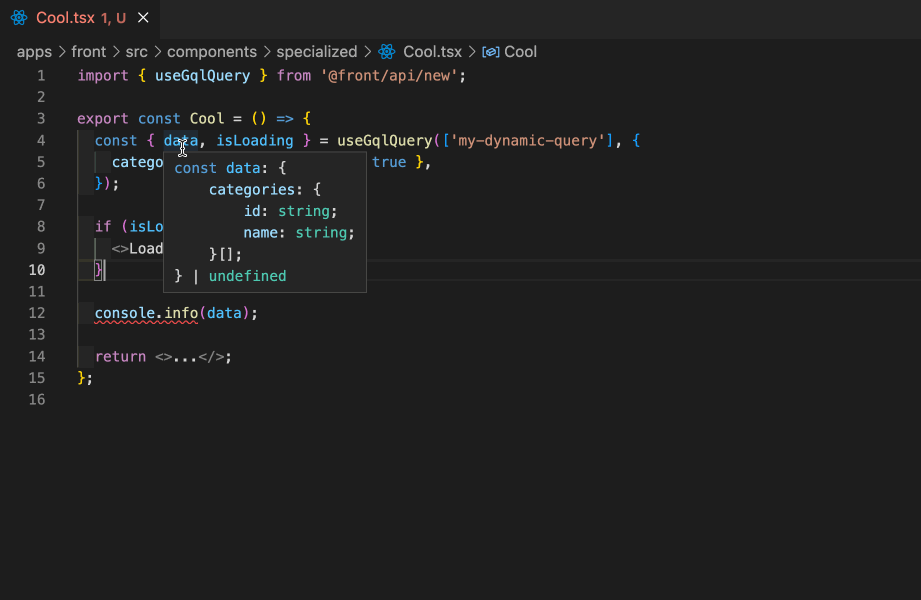 Cool.tsx 1, U
apps > front > src > components > specialized > Cool.tsx > Cool
1 import { useGqlQuery } from '@front/api/new';
2
3 export const Cool = () => {
4 const { data, isLoading } = useGqlQuery(['my-dynamic-query'], {
5 catego true },
6 });
7
8 if (isLo
9 <>Load
10 }
11
12 console.info(data);
13
14 return <>...</>;
15 };
16
const data: {
categories: {
id: string;
name: string;
}[];
} | undefined